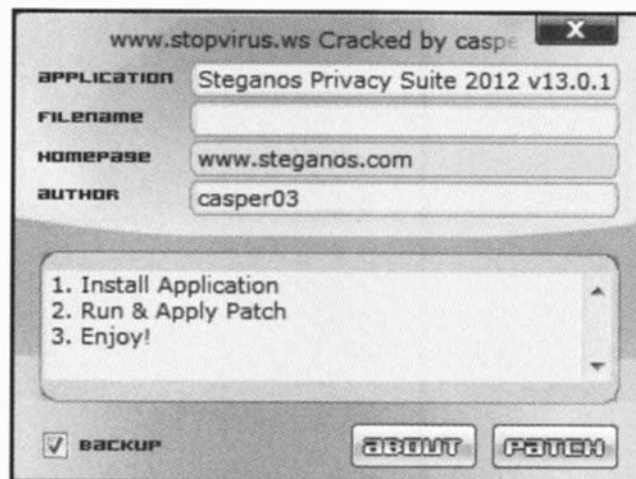 www.stopvirus.ws Cracked by caspe
X
APPLICATION Steganos Privacy Suite 2012 v13.0.1
FILENAME
HOMEPAGE www.steganos.com
AUTHOR casper03
1. Install Application
2. Run & Apply Patch
3. Enjoy!
BACKUP ABOUT PATCH